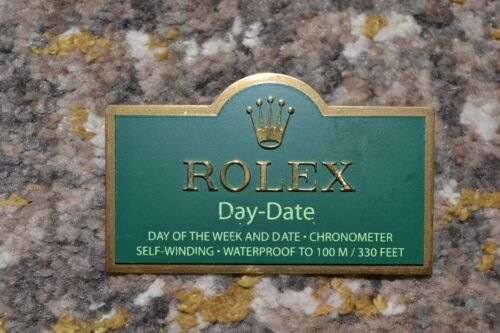 ROLEX
Day-Date
DAY OF THE WEEK AND DATE • CHRONOMETER
SELF-WINDING • WATERPROOF TO 100 M / 330 FEET